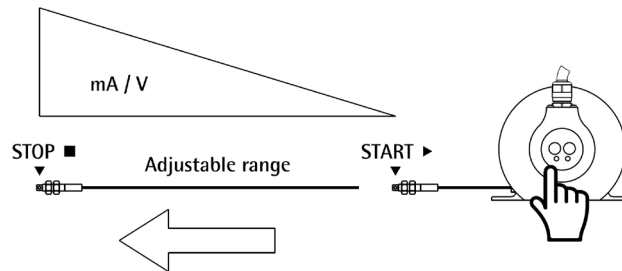 mA / V
STOP ■
Adjustable range
START ▶